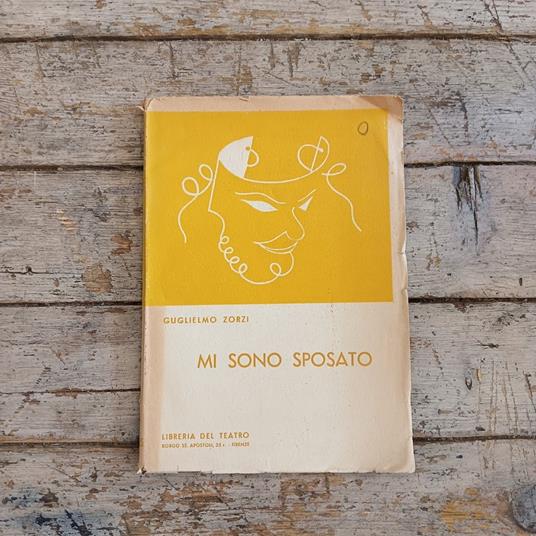 GUGLIELMO ZORZI
MI SONO SPOSATO
LIBRERIA DEL TEATRO
BORGO SS. APOSTOLI, 25 r. - FIRENZE